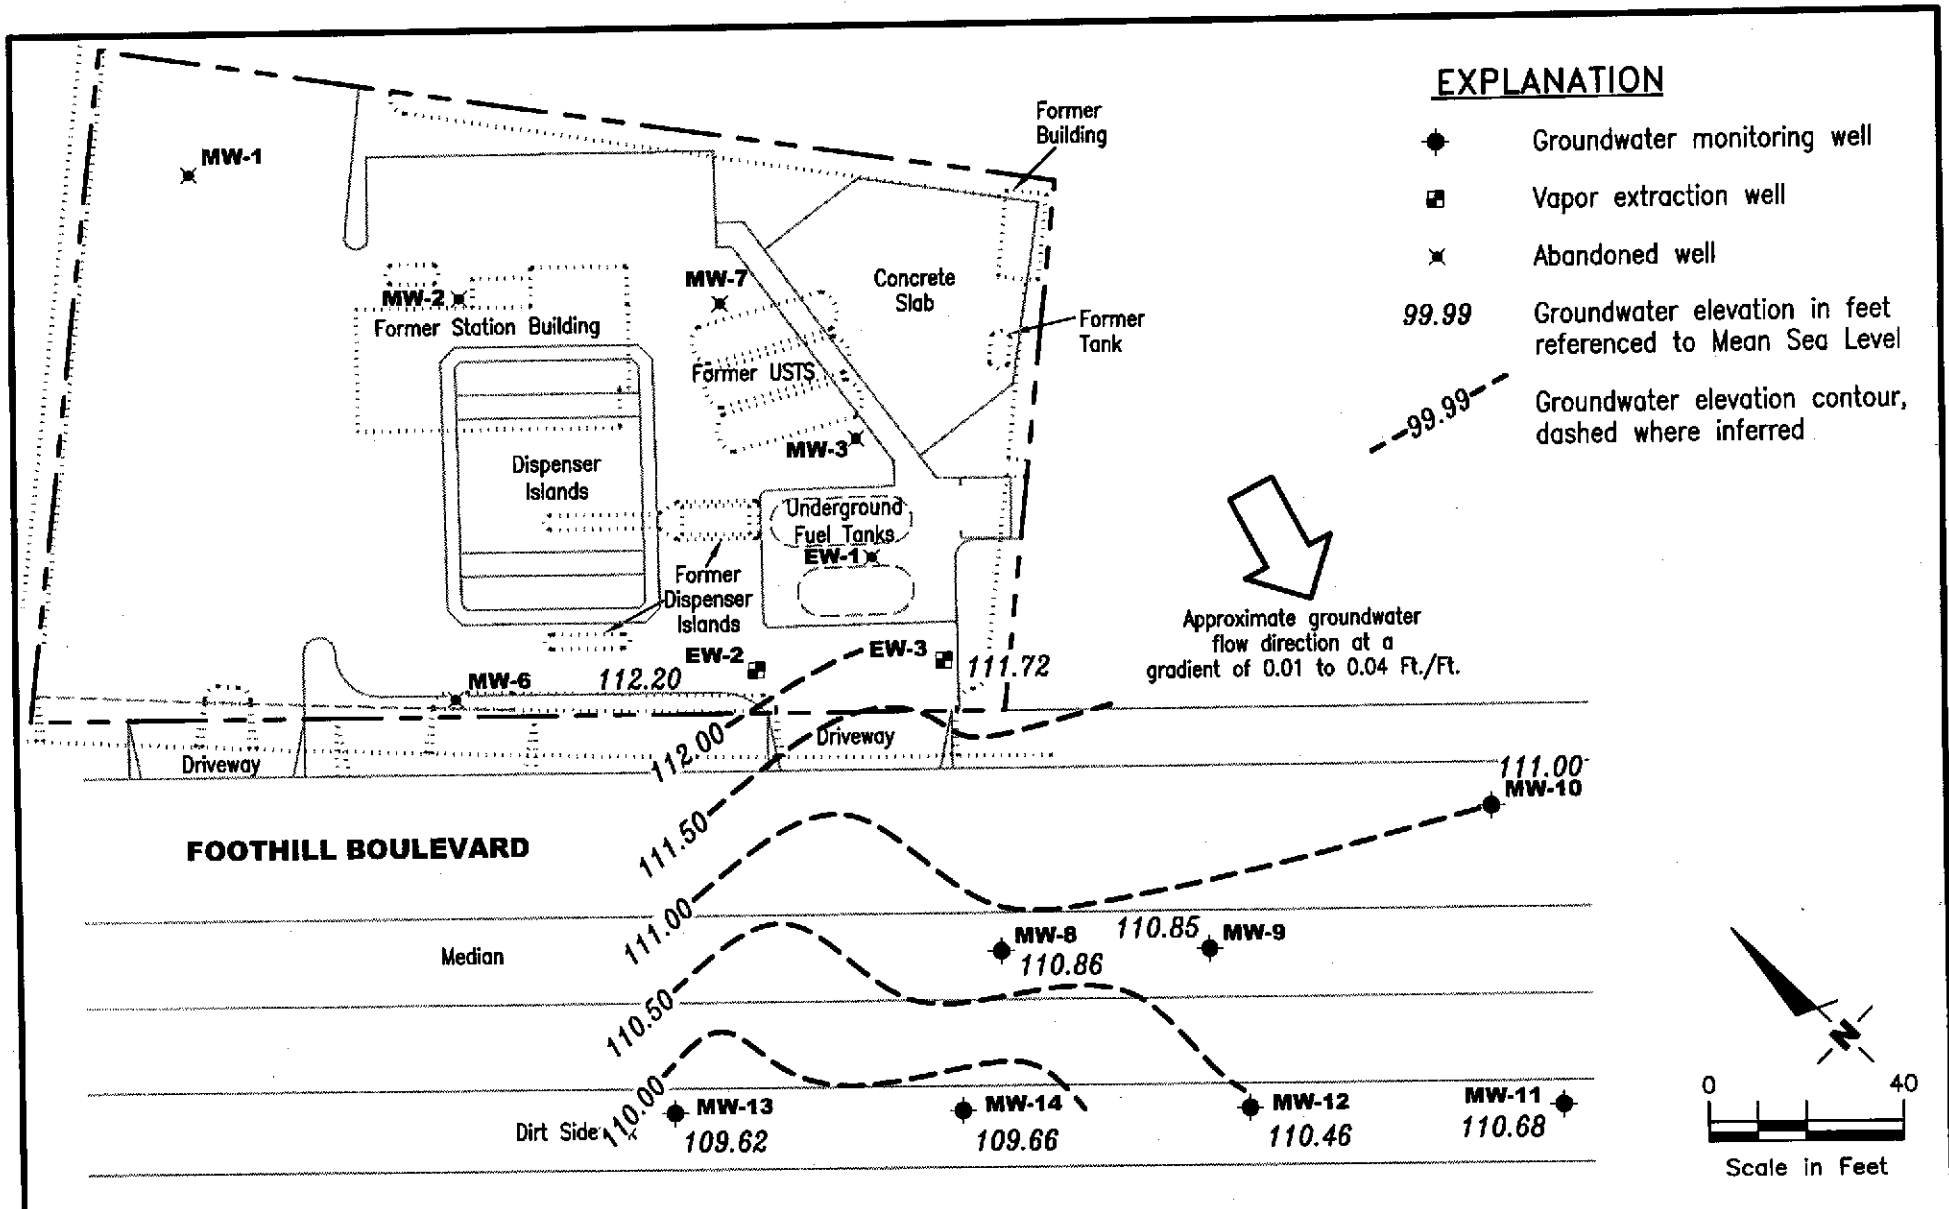 EXPLANATION
Groundwater monitoring well
Vapor extraction well
Abandoned well
99.99
Groundwater elevation in feet
referenced to Mean Sea Level
99.99
Groundwater elevation contour,
dashed where inferred
Former
Building
MW-1
MW-7
MW-2
Concrete
Slab
Former Station Building
Former
Tank
Former USTS
MW-3
Dispenser
Islands
Underground
Fuel Tanks
EW-1
Former
Dispenser
Islands
Approximate groundwater
flow direction at a
gradient of 0.01 to 0.04 Ft./Ft.
EW-2
EW-3
111.72
MW-6
112.20
112.00
Driveway
Driveway
111.00
MW-10
111.50
FOOTHILL BOULEVARD
111.00
110.85
MW-9
MW-8
110.86
Median
110.50
N
110.00
MW-13
109.62
MW-14
109.66
MW-12
110.46
MW-11
110.68
Dirt Side
0
40
Scale in Feet